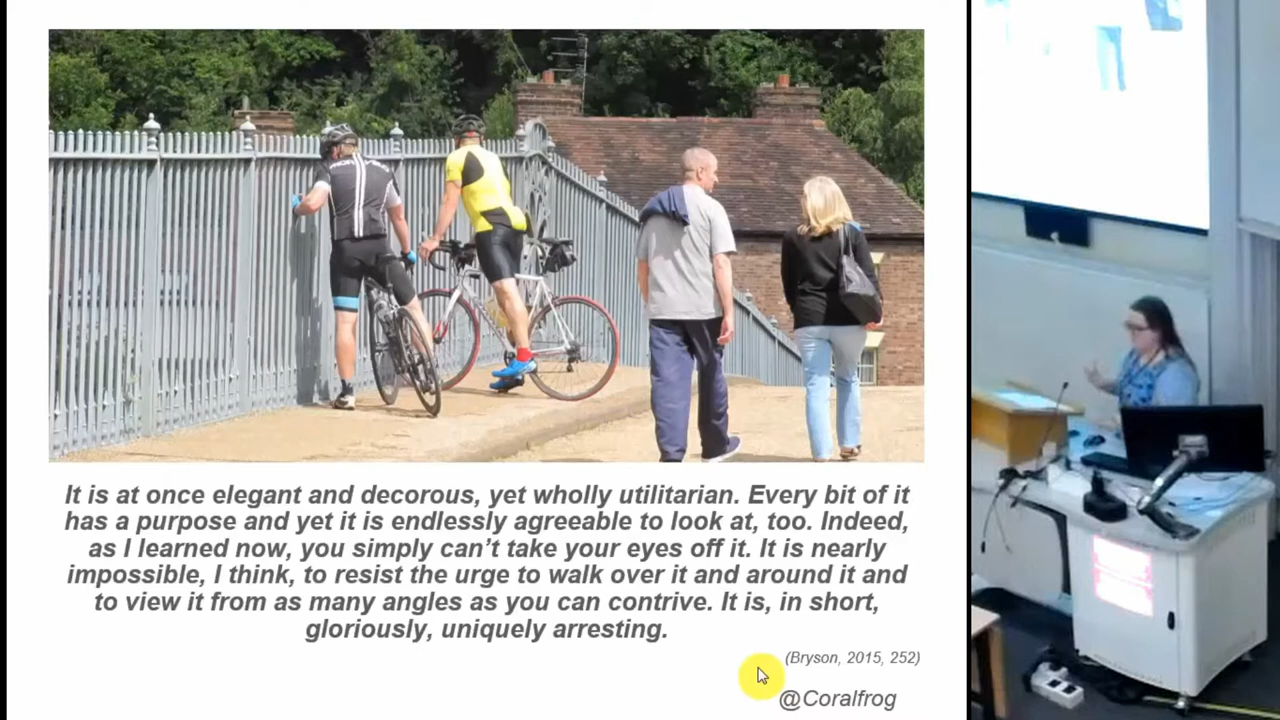 It is at once elegant and decorous, yet wholly utilitarian. Every bit of it
has a purpose and yet it is endlessly agreeable to look at, too. Indeed,
as I learned now, you simply can’t take your eyes off it. It is nearly
impossible, I think, to resist the urge to walk over it and around it and
to view it from as many angles as you can contrive. It is, in short,
gloriously, uniquely arresting.
(Bryson, 2015, 252)
@Coralfrog